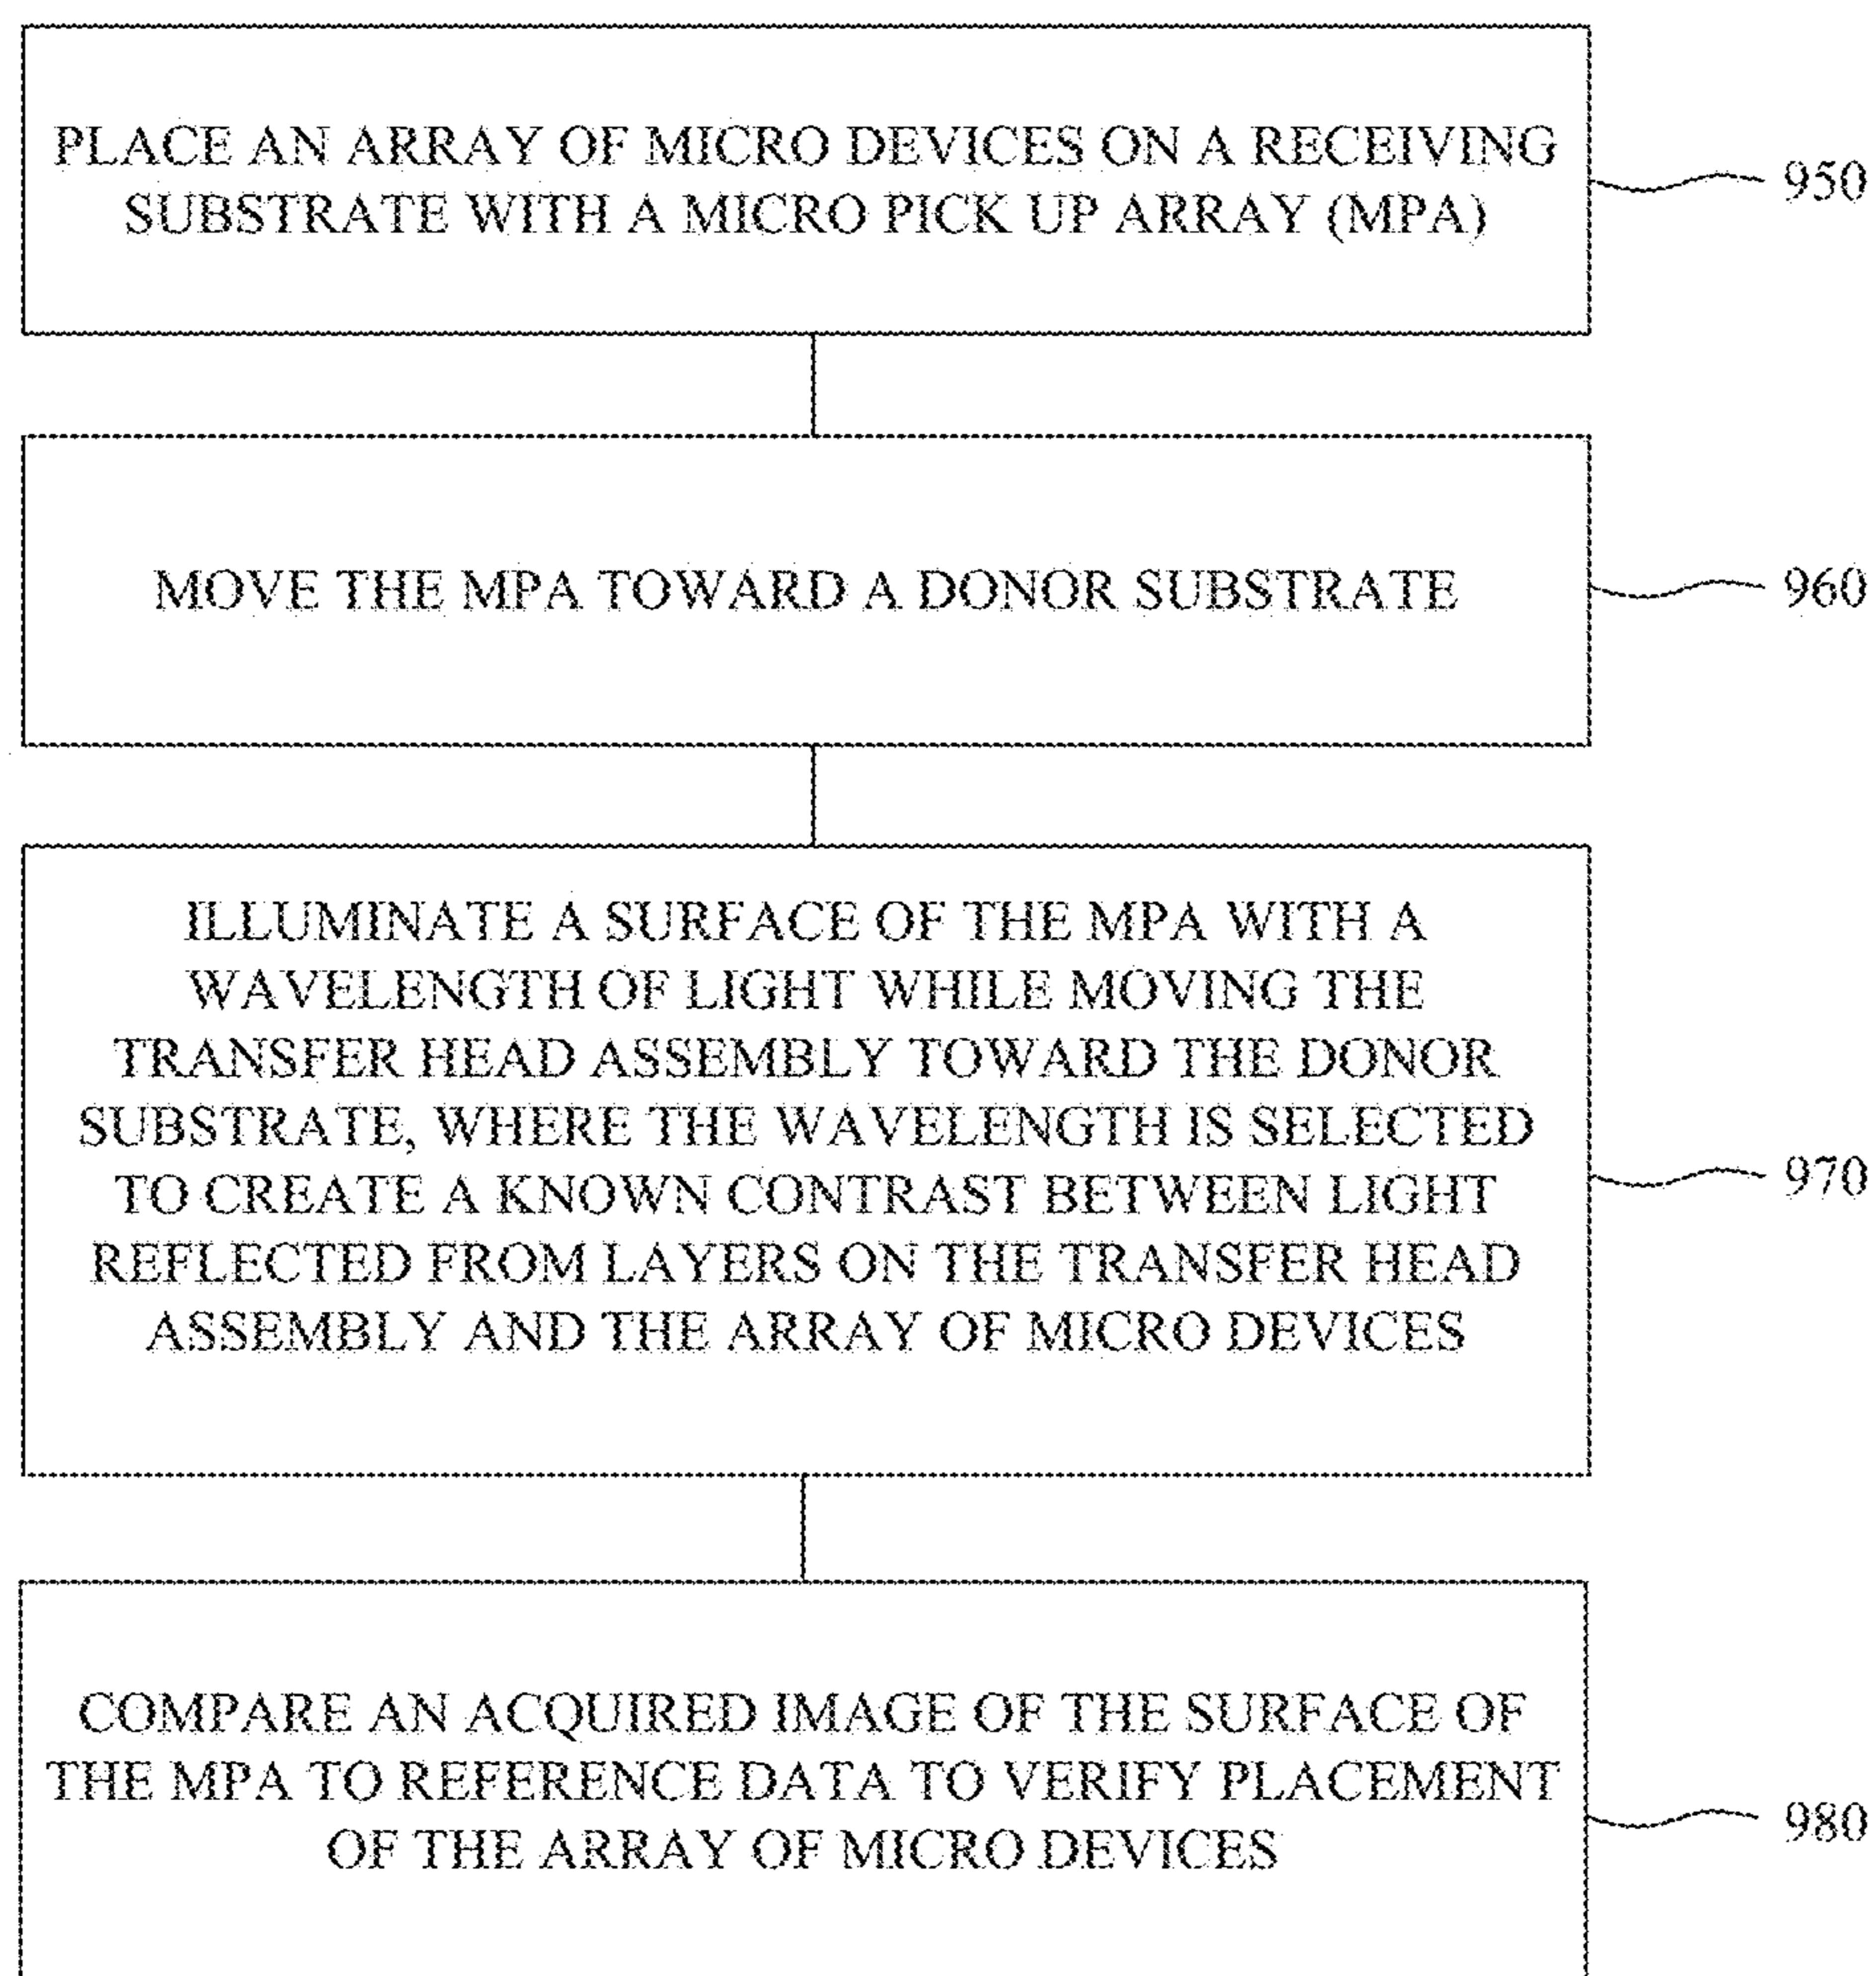 PLACE AN ARRAY OF MICRO DEVICES ON A RECEIVING
SUBSTRATE WITH A MICRO PICK UP ARRAY (MPA)
950
MOVE THE MPA TOWARD A DONOR SUBSTRATE
960
ILLUMINATE A SURFACE OF THE MPA WITH A
WAVELENGTH OF LIGHT WHILE MOVING THE
TRANSFER HEAD ASSEMBLY TOWARD THE DONOR
SUBSTRATE, WHERE THE WAVELENGTH IS SELECTED
TO CREATE A KNOWN CONTRAST BETWEEN LIGHT
REFLECTED FROM LAYERS ON THE TRANSFER HEAD
ASSEMBLY AND THE ARRAY OF MICRO DEVICES
970
COMPARE AN ACQUIRED IMAGE OF THE SURFACE OF
THE MPA TO REFERENCE DATA TO VERIFY PLACEMENT
OF THE ARRAY OF MICRO DEVICES
980